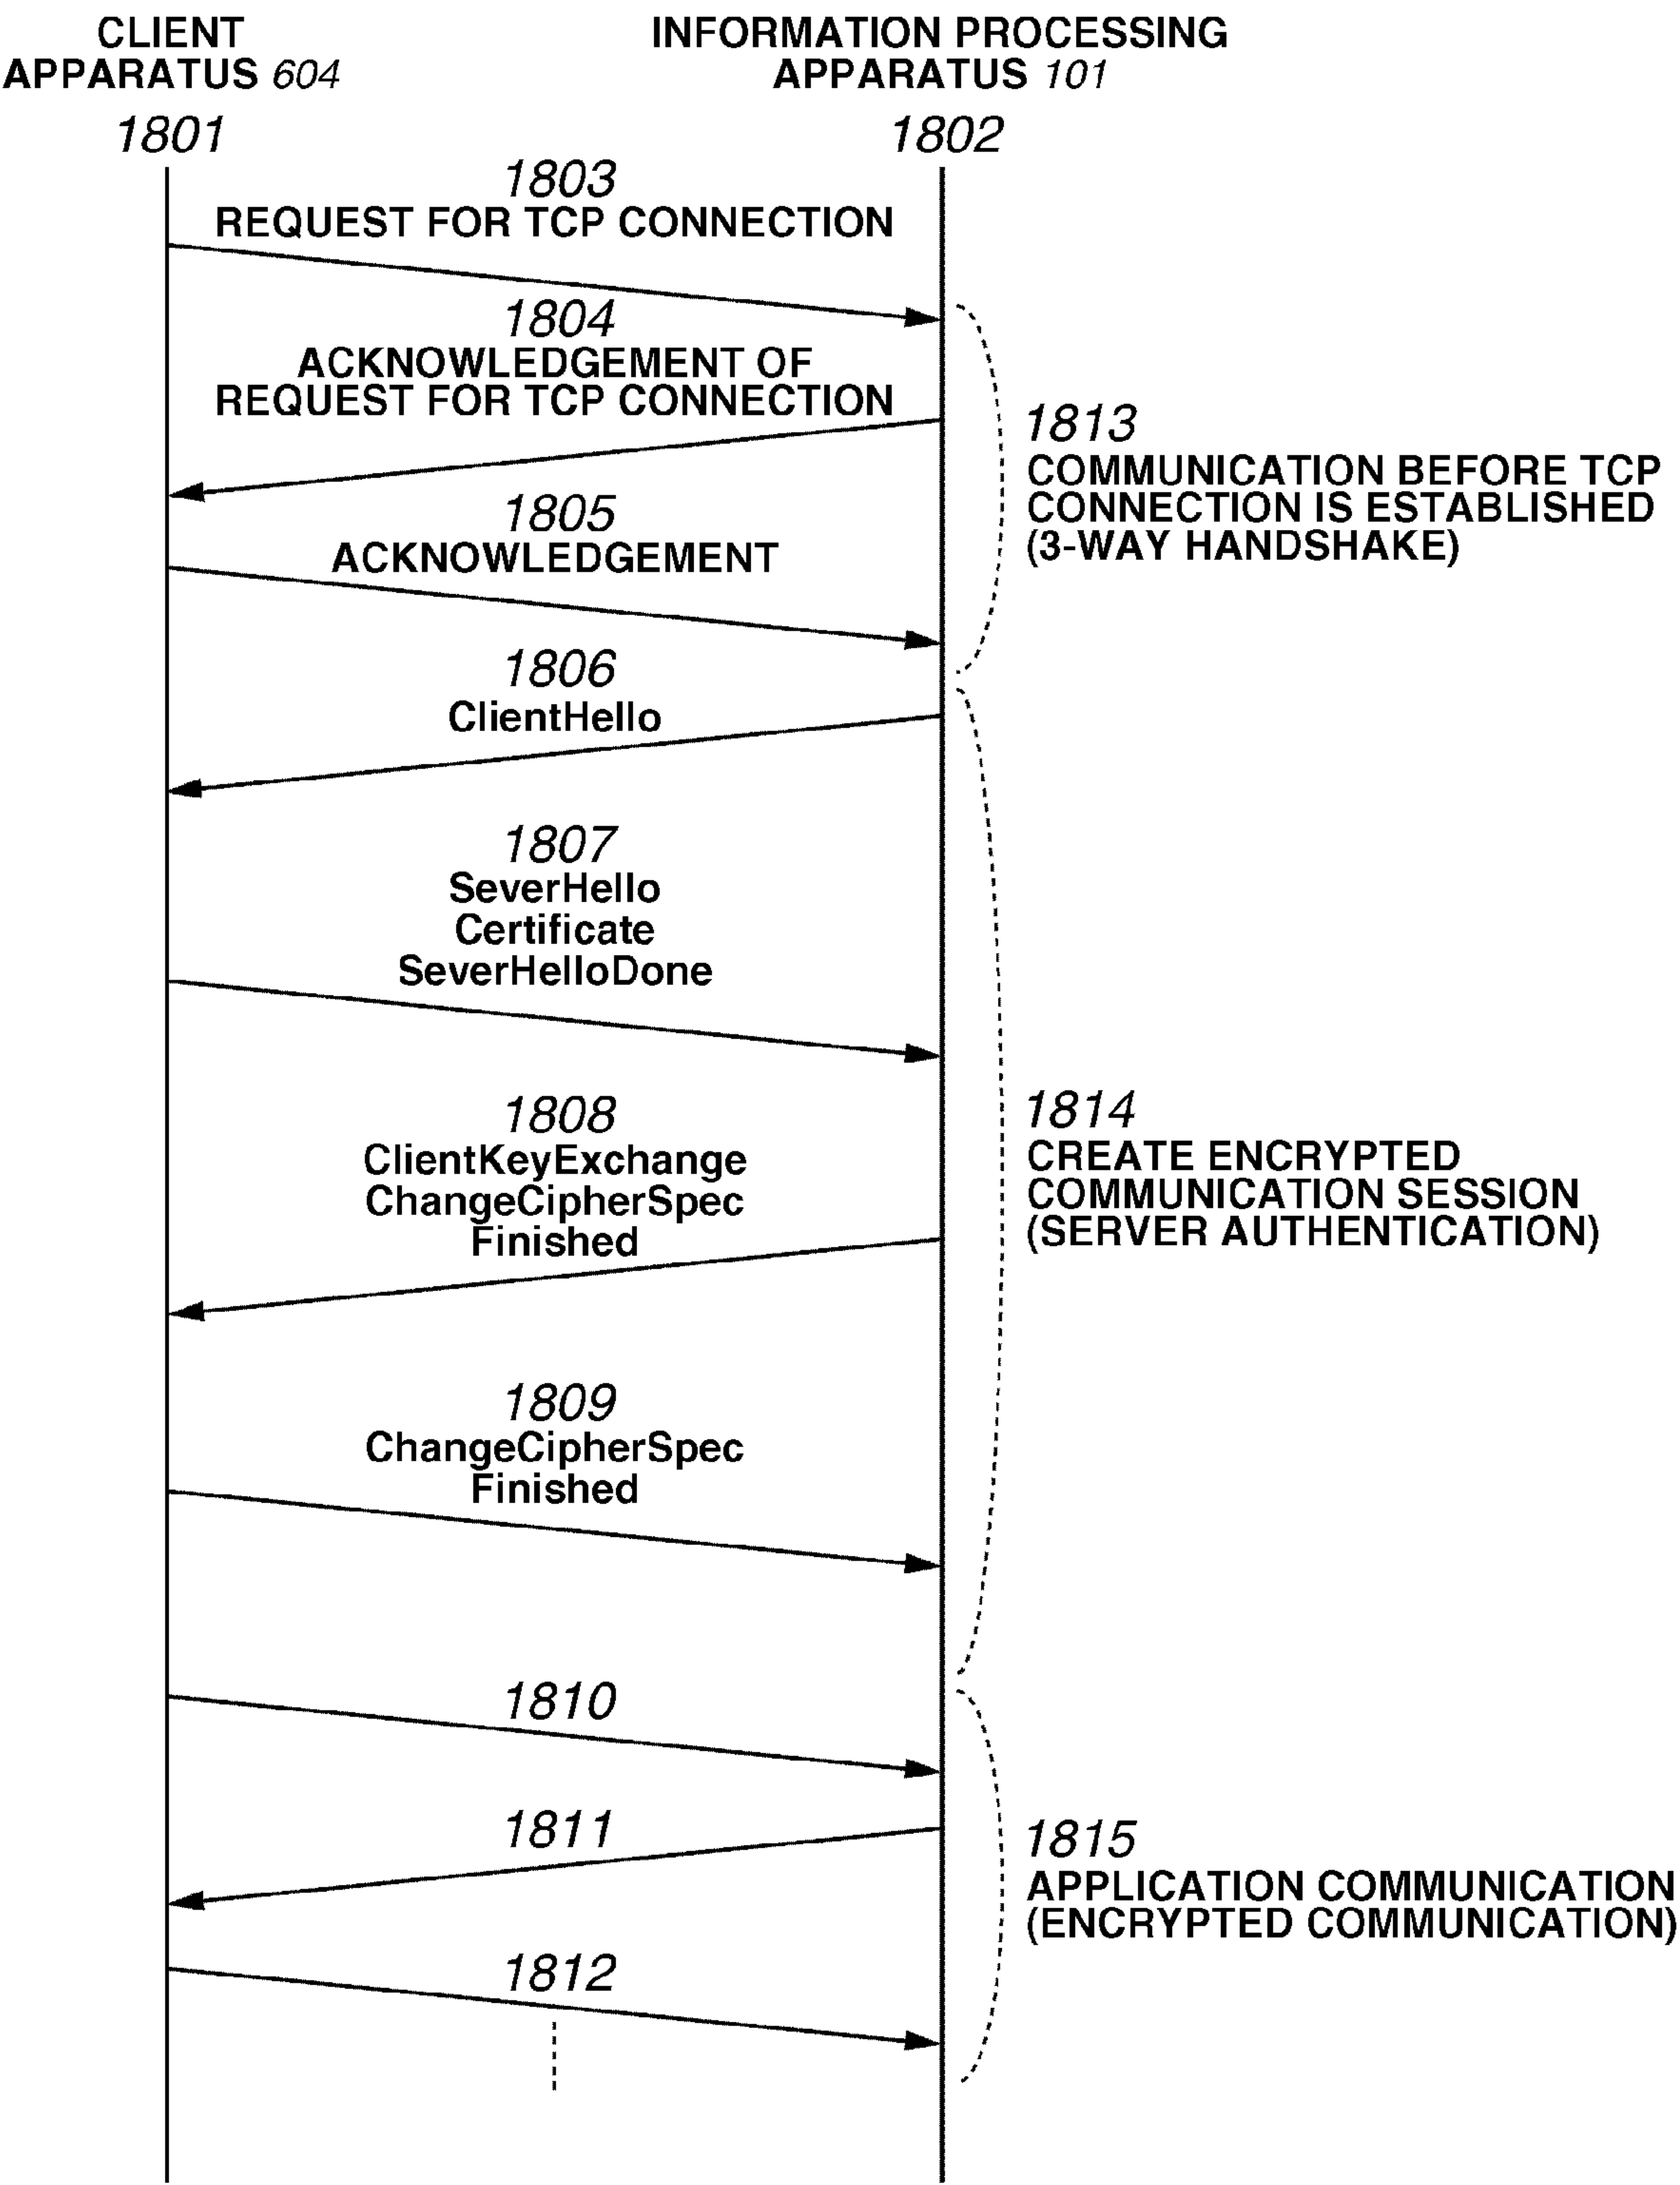 CLIENT
APPARATUS 604
INFORMATION PROCESSING
APPARATUS 101
1801
1802
1803
REQUEST FOR TCP CONNECTION
1804
ACKNOWLEDGEMENT OF
REQUEST FOR TCP CONNECTION
1805
ACKNOWLEDGEMENT
1813
COMMUNICATION BEFORE TCP
CONNECTION IS ESTABLISHED
(3-WAY HANDSHAKE)
1806
ClientHello
1807
SeverHello
Certificate
SeverHelloDone
1808
ClientKeyExchange
ChangeCipherSpec
Finished
1809
ChangeCipherSpec
Finished
1814
CREATE ENCRYPTED
COMMUNICATION SESSION
(SERVER AUTHENTICATION)
1810
1811
1812
1815
APPLICATION COMMUNICATION
(ENCRYPTED COMMUNICATION)